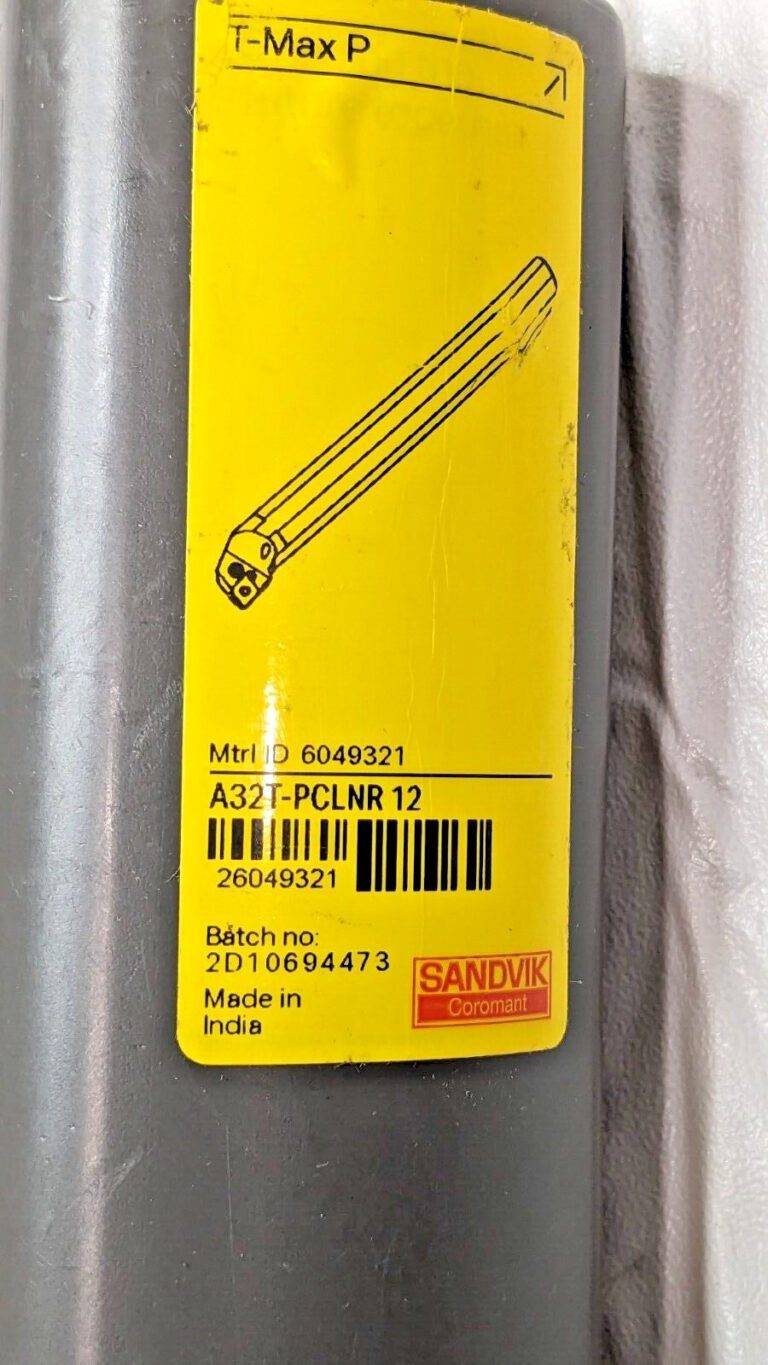 T-Max P
Mtrl ID 6049321
A32T-PCLNR 12
26049321
Batch no:
2D10694473
Made in
India
SANDVIK
Coromant